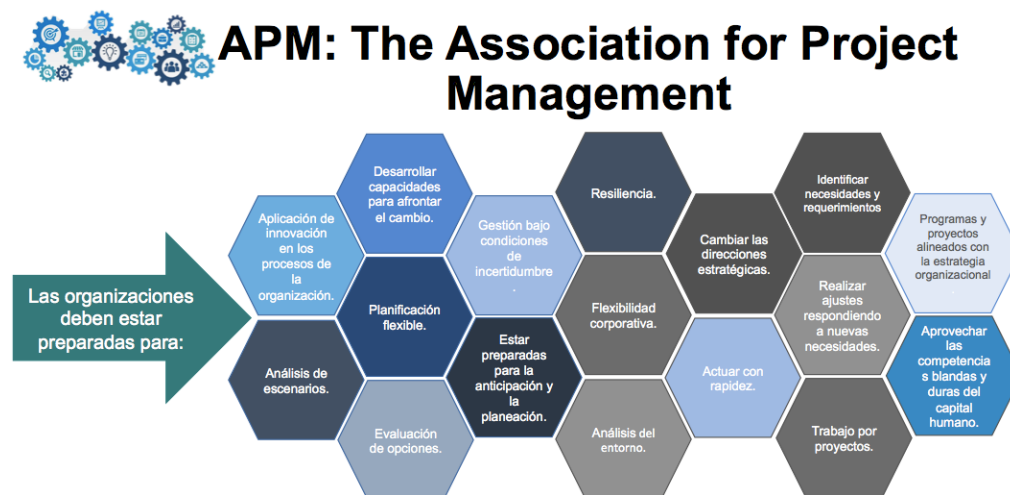 APM: The Association for Project
Management
Las organizaciones
deben estar
preparadas para:
Aplicación de
innovación
en los
procesos de
la
organización.
Análisis de
escenarios.
Desarrollar
capacidades
para afrontar
el cambio.
Planificación
flexible.
Evaluación
de opciones.
Gestión bajo
condiciones
de
incertidumbre
.
Estar
preparadas
para la
anticipación y
la
planeación.
Resiliencia.
Flexibilidad
corporativa.
Análisis del
entorno.
Cambiar las
direcciones
estratégicas.
Actuar con
rapidez.
Identificar
necesidades y
requerimientos
Realizar
ajustes
respondiendo
a nuevas
necesidades.
Trabajo por
proyectos.
Programas y
proyectos
alineados con
la estrategia
organizacional
.
Aprovechar
las
competencia
s blandas y
duras del
capital
humano.